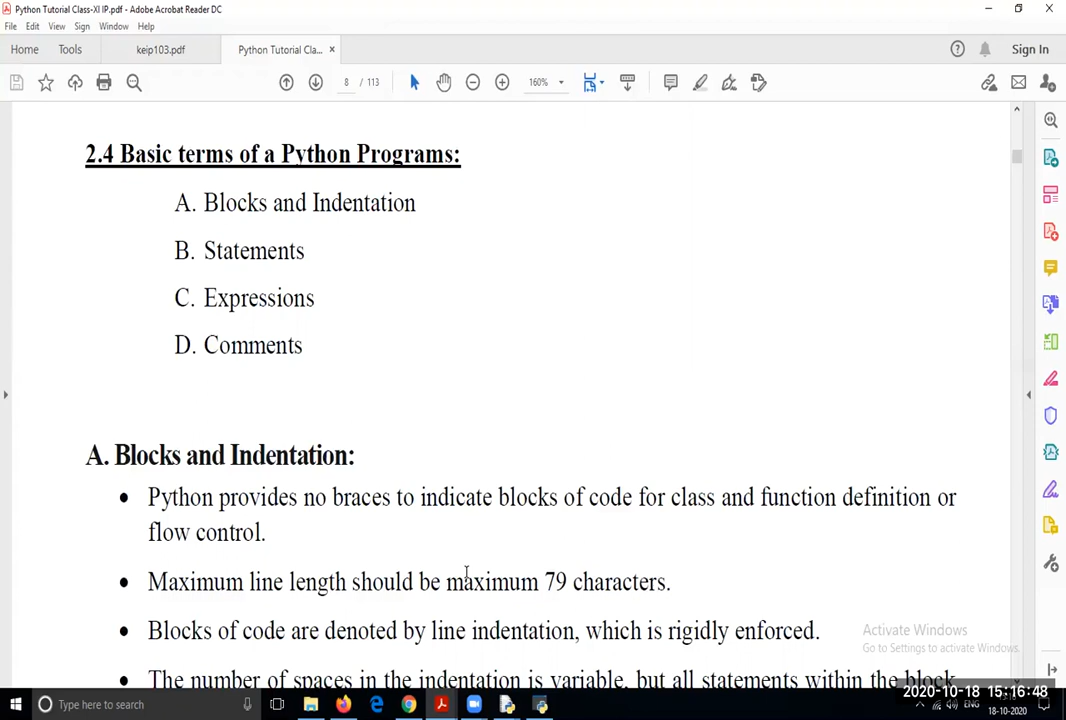 Python Tutorial Class-XI IP.pdf - Adobe Acrobat Reader DC
File Edit View Sign Window Help
Home Tools keip103.pdf Python Tutorial Cla... × Sign In
8 / 113 160%
2.4 Basic terms of a Python Programs:
A. Blocks and Indentation
B. Statements
C. Expressions
D. Comments
A. Blocks and Indentation:
• Python provides no braces to indicate blocks of code for class and function definition or
flow control.
• Maximum line length should be maximum 79 characters.
• Blocks of code are denoted by line indentation, which is rigidly enforced.
Activate Windows
Go to Settings to activate Windows.
• The number of spaces in the indentation is variable, but all statements within the block
Type here to search
ENG
2020-10-18 15:16:48
18-10-2020